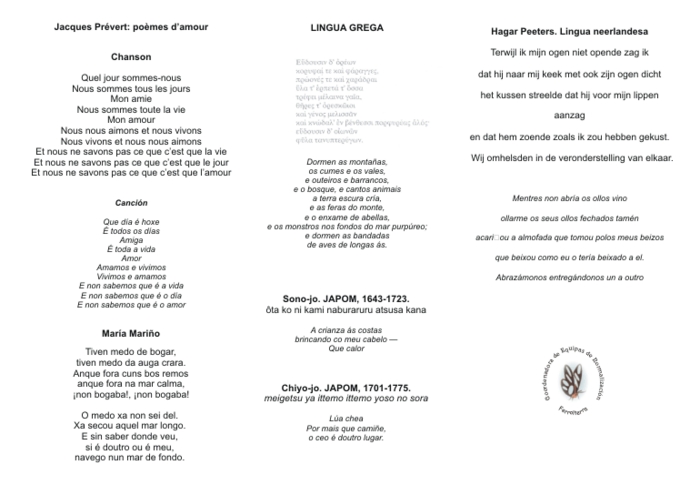 Jacques Prévert: poèmes d'amour
Chanson
Quel jour sommes-nous
Nous sommes tous les jours
Mon amie
Nous sommes toute la vie
Mon amour
Nous nous aimons et nous vivons
Nous vivons et nous nous aimons
Et nous ne savons pas ce que c'est que la vie
Et nous ne savons pas ce que c'est que le jour
Et nous ne savons pas ce que c'est que l'amour
Canción
Que día é hoxe
É todos os días
Amiga
É toda a vida
Amor
Amamos e vivimos
Vivimos e amamos
E non sabemos que é a vida
E non sabemos que é o día
E non sabemos que é o amor
María Mariño
Tiven medo de bogar,
tiven medo da auga crara.
Anque fora cuns bos remos
anque fora na mar calma,
¡non bogaba!, ¡non bogaba!
O medo xa non sei del.
Xa secou aquel mar longo.
E sin saber donde veu,
si é doutro ou é meu,
navego nun mar de fondo.
LINGUA GREGA
Εὕδουσιν δ' ὀρέων
κορυφαί τε καὶ φάραγγες,
πρώονές τε καὶ χαράδραι
ὕλα τ' ἑρπετά τ' ὅσσα
τρέφει μέλαινα γαῖα,
θῆρες τ' ὀρεσκῶιοι
καὶ γένος μελισσᾶν
καὶ κνώδαλ' ἐν βένθεσσι πορφυρέας ἁλός·
εὕδουσιν δ' οἰωνῶν
φῦλα τανυπτερύγων.
Dormen as montañas,
os cumes e os vales,
e outeiros e barrancos,
e o bosque, e cantos animais
a terra escura cría,
e as feras do monte,
e o enxame de abellas,
e os monstros nos fondos do mar purpúreo;
e dormen as bandadas
de aves de longas ás.
Sono-jo. JAPOM, 1643-1723.
ôta ko ni kami naburaruru atsusa kana
A crianza ás costas
brincando co meu cabelo —
Que calor
Chiyo-jo. JAPOM, 1701-1775.
meigetsu ya ittemo ittemo yoso no sora
Lúa chea
Por mais que camiñe,
o ceo é doutro lugar.
Hagar Peeters. Lingua neerlandesa
Terwijl ik mijn ogen niet opende zag ik
dat hij naar mij keek met ook zijn ogen dicht
het kussen streelde dat hij voor mijn lippen
aanzag
en dat hem zoende zoals ik zou hebben gekust.
Wij omhelsden in de veronderstelling van elkaar.
Mentres non abría os ollos vino
ollarme os seus ollos fechados tamén
acari□ou a almofada que tomou polos meus beizos
que beixou como eu o tería beixado a el.
Abrazámonos entregándonos un a outro
Coordenadora de Equipas de Normalización
Ferrolterra